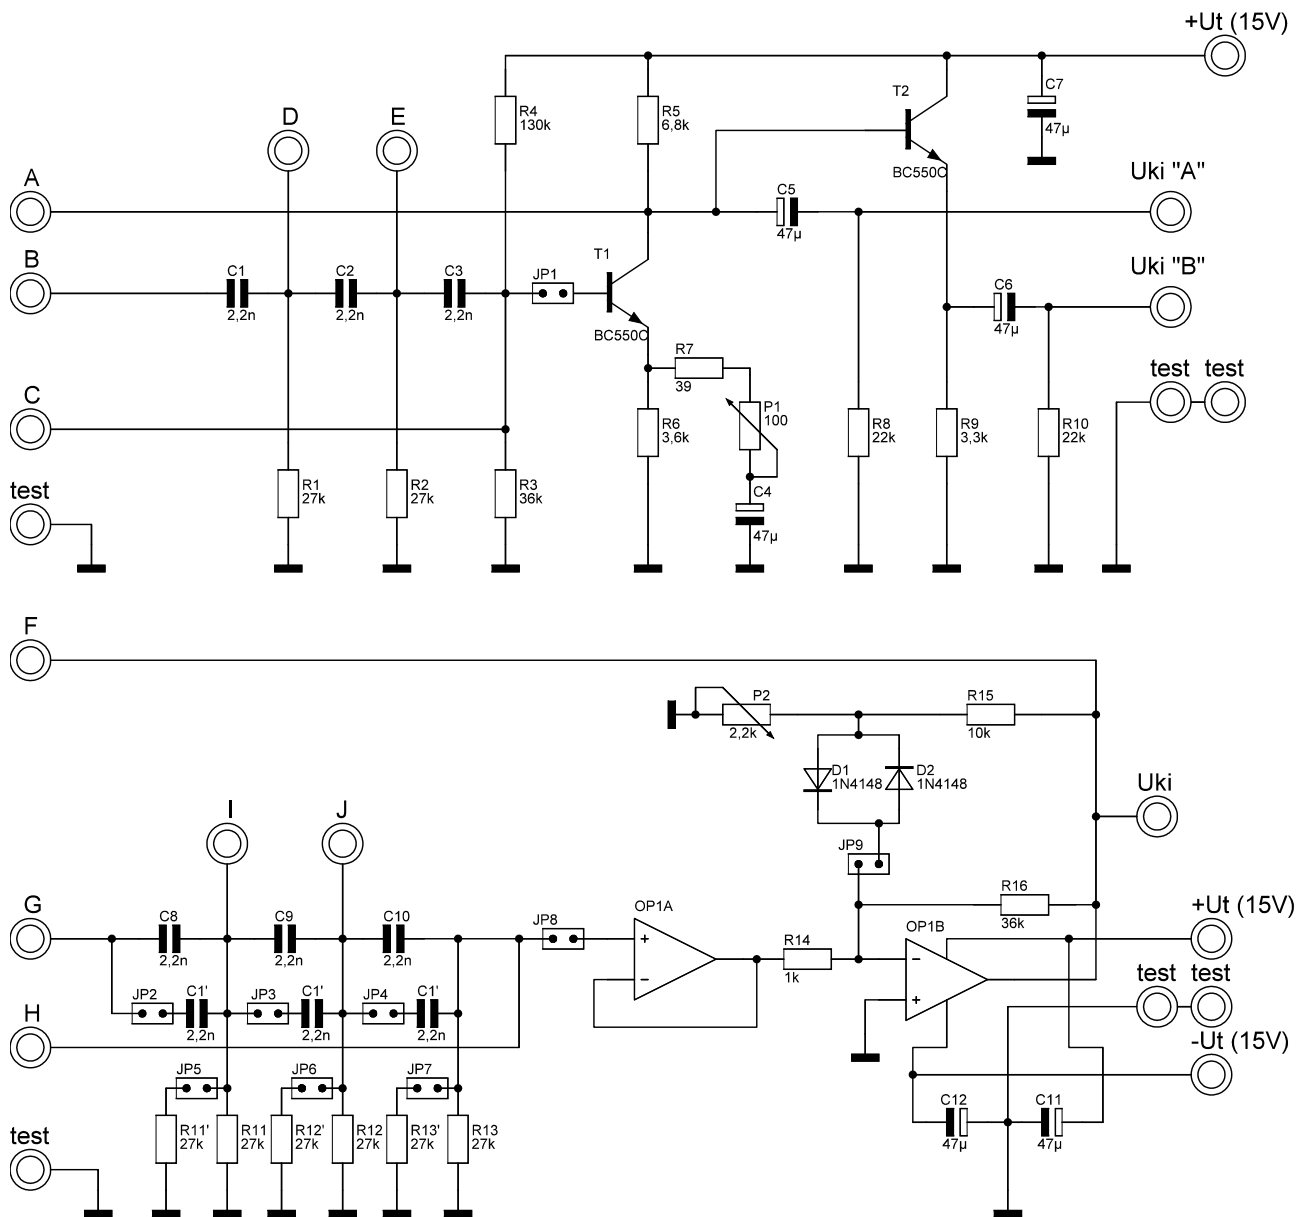 +Ut (15V)
D
E
R4
130k
R5
6,8k
T2
C7
47µ
BC550C
A
Uki "A"
C5
47µ
B
C1
2,2n
C2
2,2n
C3
2,2n
JP1
T1
BC550C
Uki "B"
C6
47µ
R7
39
P1
100
test test
C
R6
3,6k
R8
22k
R9
3,3k
R10
22k
test
R1
27k
R2
27k
R3
36k
C4
47µ
F
P2
2,2k
R15
10k
D1
1N4148
D2
1N4148
Uki
I
J
JP9
R16
36k
G
C8
2,2n
C9
2,2n
C10
2,2n
JP8
OP1A
+
−
R14
1k
OP1B
−
+
+Ut (15V)
test test
JP2
C1'
2,2n
JP3
C1'
2,2n
JP4
C1'
2,2n
H
-Ut (15V)
JP5
JP6
JP7
C12
47µ
C11
47µ
test
R11'
27k
R11
27k
R12'
27k
R12
27k
R13'
27k
R13
27k